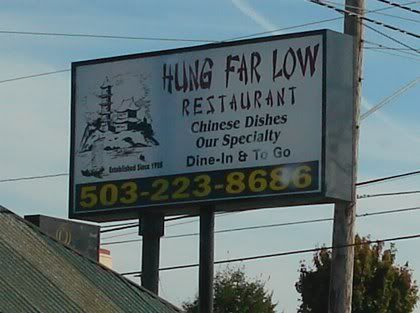 HUNG FAR LOW
RESTAURANT
Chinese Dishes
Our Specialty
Dine-In & To Go
Established Since 1928
503-223-8686